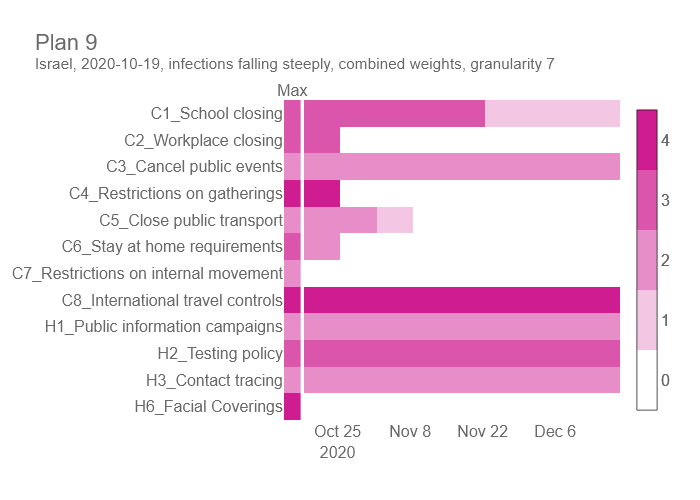 Plan 9
Israel, 2020-10-19, infections falling steeply, combined weights, granularity 7
Max
C1_School closing
C2_Workplace closing
C3_Cancel public events
C4_Restrictions on gatherings
C5_Close public transport
C6_Stay at home requirements
C7_Restrictions on internal movement
C8_International travel controls
H1_Public information campaigns
H2_Testing policy
H3_Contact tracing
H6_Facial Coverings
Oct 25 Nov 8 Nov 22 Dec 6
2020
4
3
2
1
0